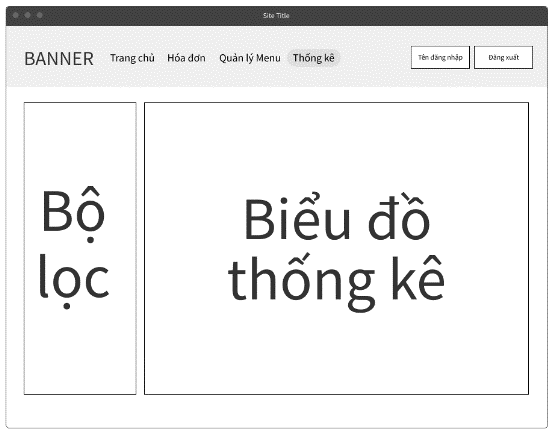 Site Title
BANNER Trang chủ Hóa đơn Quản lý Menu Thống kê Tên đăng nhập Đăng xuất
Bộ
lọc
Biểu đồ
thống kê